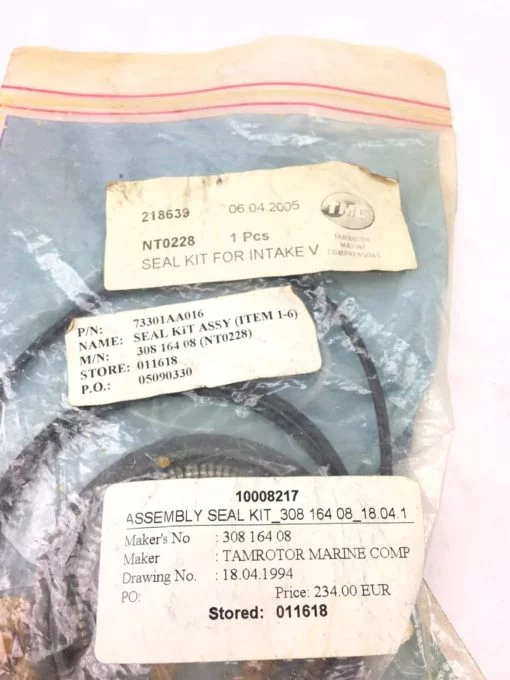 218639 06.04.2005
TMC
TAMROTOR
MARINE
COMPRESSORS
NT0228 1 Pcs
SEAL KIT FOR INTAKE V
P/N: 73301AA016
NAME: SEAL KIT ASSY (ITEM 1-6)
M/N: 308 164 08 (NT0228)
STORE: 011618
P.O.: 05090330
10008217
ASSEMBLY SEAL KIT_308 164 08_18.04.1
Maker's No : 308 164 08
Maker : TAMROTOR MARINE COMP
Drawing No. : 18.04.1994
PO: Price: 234.00 EUR
Stored: 011618